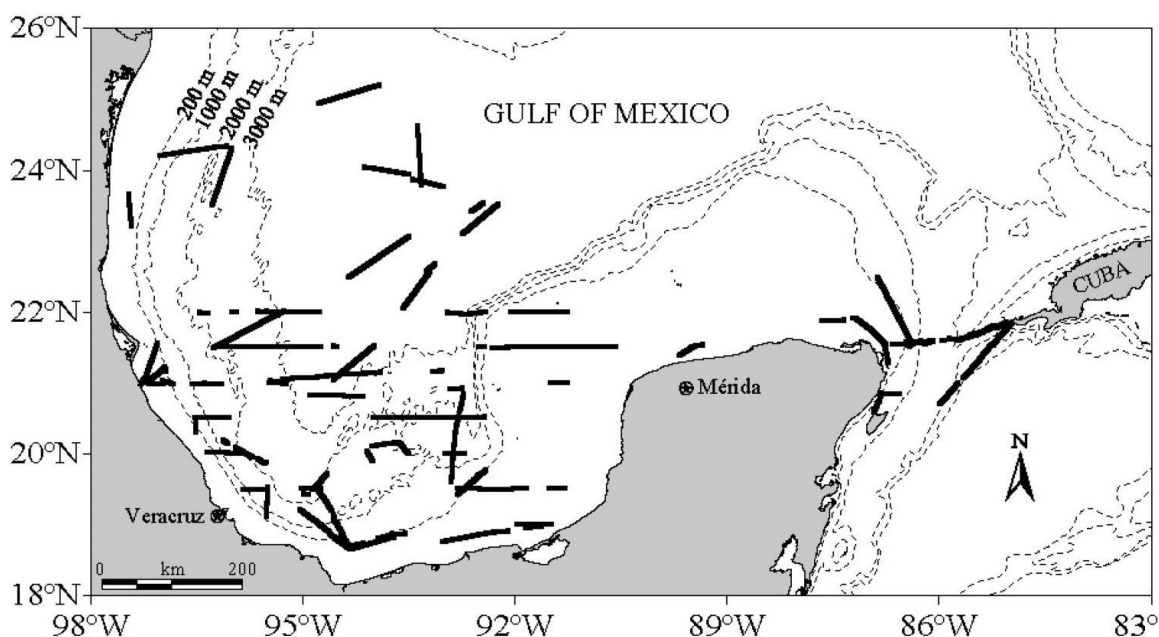 26°N
200 m
1000 m
2000 m
3000 m
GULF OF MEXICO
24°N
CUBA
22°N
Mérida
20°N
N
Veracruz
0 km 200
18°N
98°W 95°W 92°W 89°W 86°W 83°